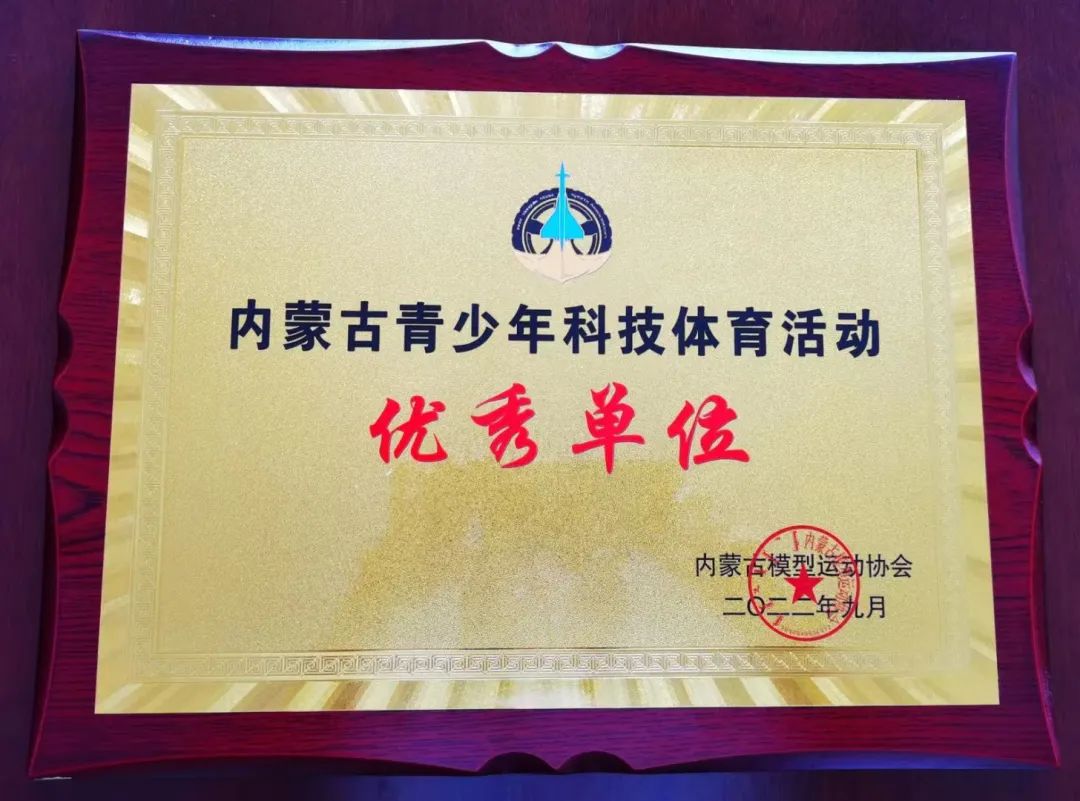 内蒙古青少年科技体育活动
优秀单位
内蒙古模型运动协会
二〇二二年九月